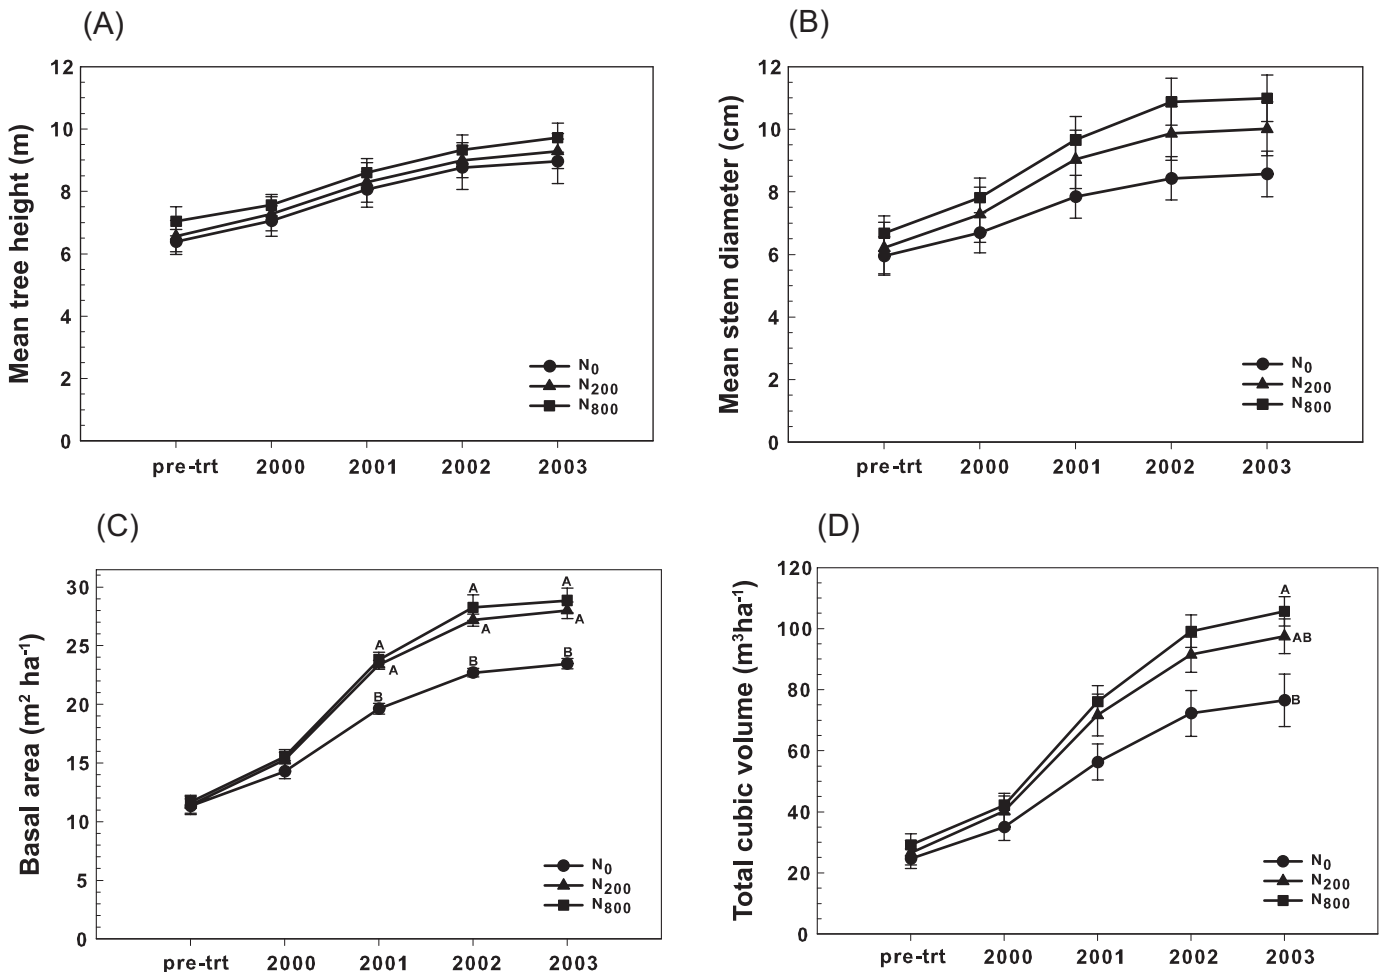 (A)
Mean tree height (m)
12
10
8
6
4
2
0
N0
N200
N800
pre-trt 2000 2001 2002 2003
(B)
Mean stem diameter (cm)
12
10
8
6
4
2
0
N0
N200
N800
pre-trt 2000 2001 2002 2003
(C)
Basal area (m2 ha-1)
30
25
20
15
10
5
0
A
A
B
A
A
B
A
A
B
N0
N200
N800
pre-trt 2000 2001 2002 2003
(D)
Total cubic volume (m3ha-1)
120
100
80
60
40
20
0
A
AB
B
N0
N200
N800
pre-trt 2000 2001 2002 2003